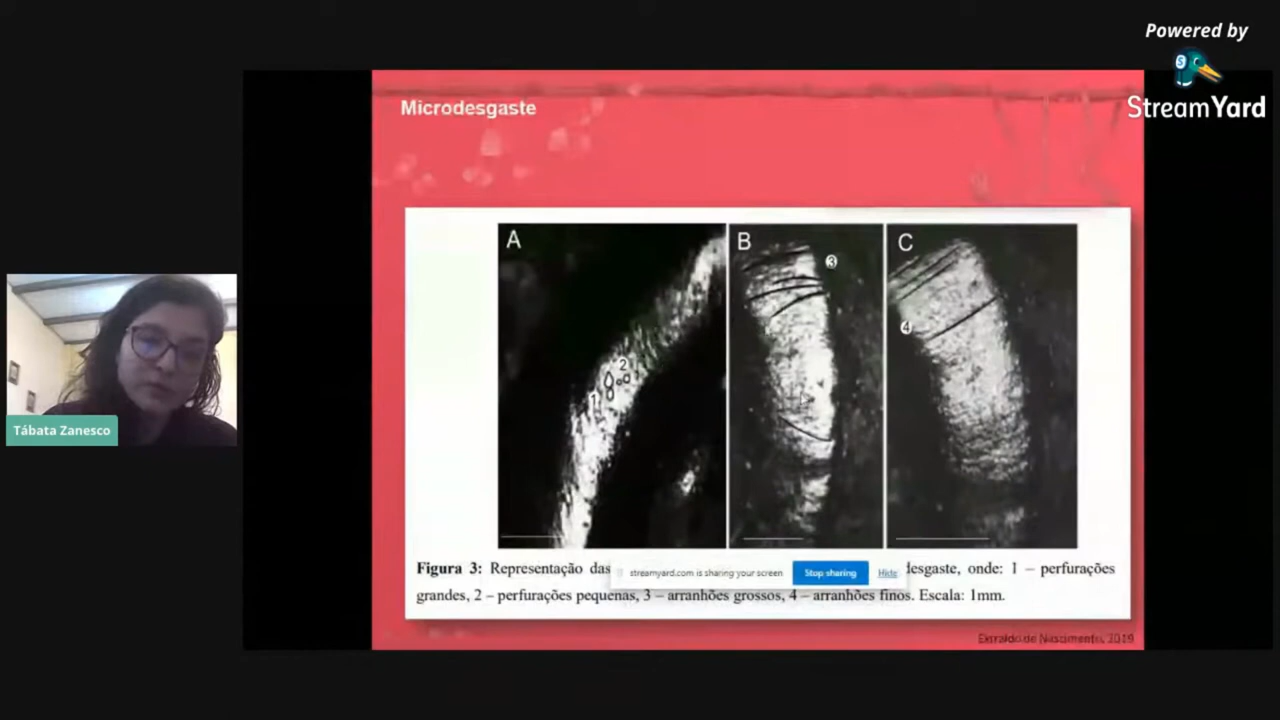 Powered by
StreamYard
Microdesgaste
A
B
C
3
2
1
4
Figura 3: Representação das
desgaste, onde: 1 – perfurações
streamyard.com is sharing your screen
Stop sharing
Hide
grandes, 2 – perfurações pequenas, 3 – arranhões grossos, 4 – arranhões finos. Escala: 1mm.
Extraído de Nascimento, 2019
Tábata Zanesco